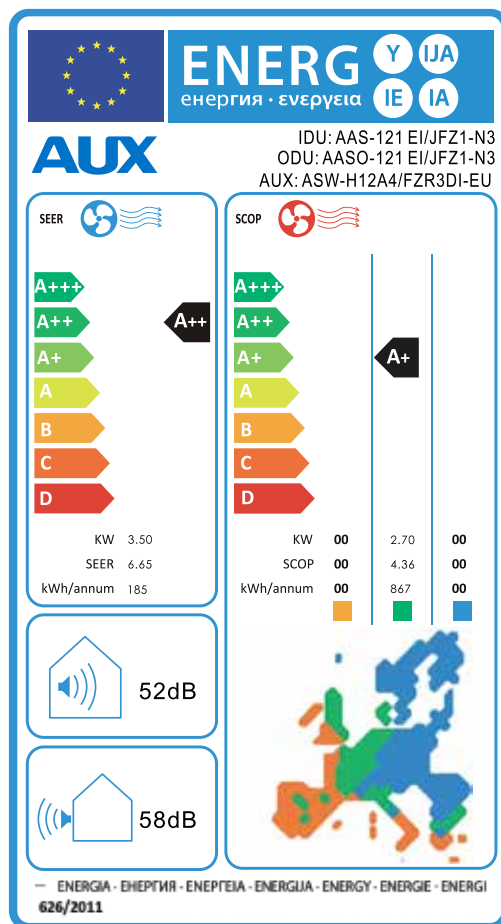 ENERG
енергия · ενεργεια
Y IJA
IE IA
AUX
IDU: AAS-121 EI/JFZ1-N3
ODU: AASO-121 EI/JFZ1-N3
AUX: ASW-H12A4/FZR3DI-EU
SEER
A+++
A++
A+
A
B
C
D
A++
KW 3.50
SEER 6.65
kWh/annum 185
SCOP
A+++
A++
A+
A
B
C
D
A+
KW 00 2.70 00
SCOP 00 4.36 00
kWh/annum 00 867 00
52dB
58dB
ENERGIA - ЕНЕРГИЯ - ΕΝΕΡΓΕΙΑ - ENERGIJA - ENERGY - ENERGIE - ENERGI
626/2011